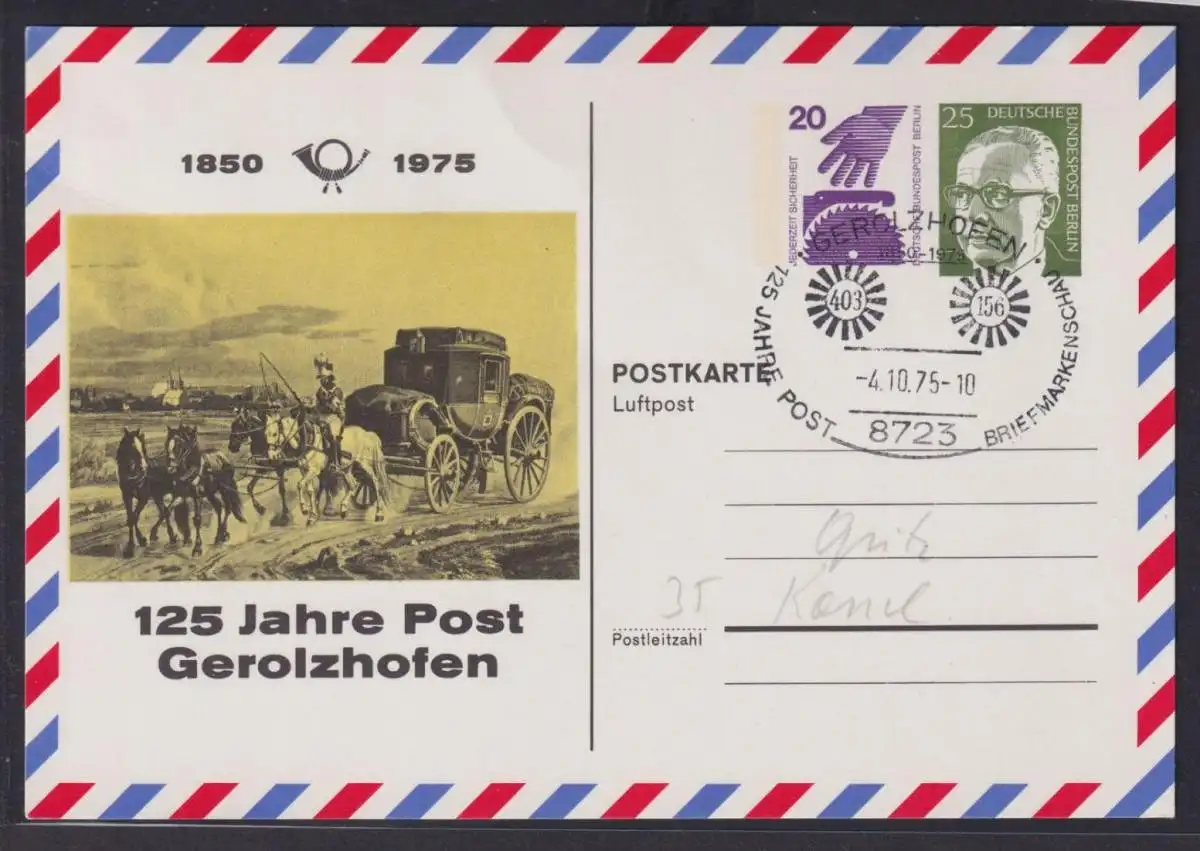 1850 1975
125 Jahre Post
Gerolzhofen
20
JEDERZEIT SICHERHEIT
DEUTSCHE BUNDESPOST BERLIN
25 DEUTSCHE
BUNDESPOST BERLIN
GEROLZHOFEN
1850-1975
403 156
125 JAHRE POST
BRIEFMARKENSCHAU
-4.10.75-10
8723
POSTKARTE
Luftpost
35
Postleitzahl